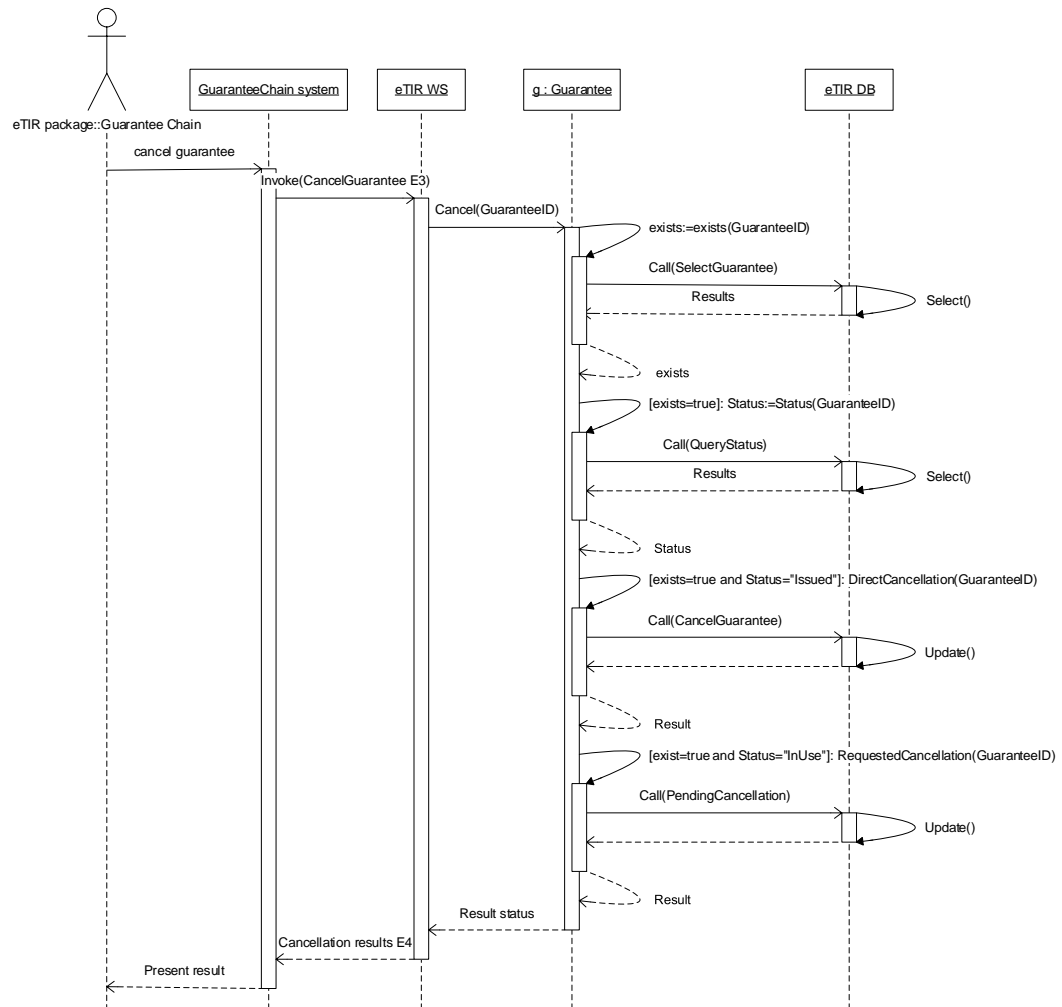 GuaranteeChain system
eTIR WS
g : Guarantee
eTIR DB
eTIR package::Guarantee Chain
cancel guarantee
Invoke(CancelGuarantee E3)
Cancel(GuaranteeID)
exists:=exists(GuaranteeID)
Call(SelectGuarantee)
Results
Select()
exists
[exists=true]: Status:=Status(GuaranteeID)
Call(QueryStatus)
Results
Select()
Status
[exists=true and Status="Issued"]: DirectCancellation(GuaranteeID)
Call(CancelGuarantee)
Update()
Result
[exist=true and Status="InUse"]: RequestedCancellation(GuaranteeID)
Call(PendingCancellation)
Update()
Result
Result status
Cancellation results E4
Present result